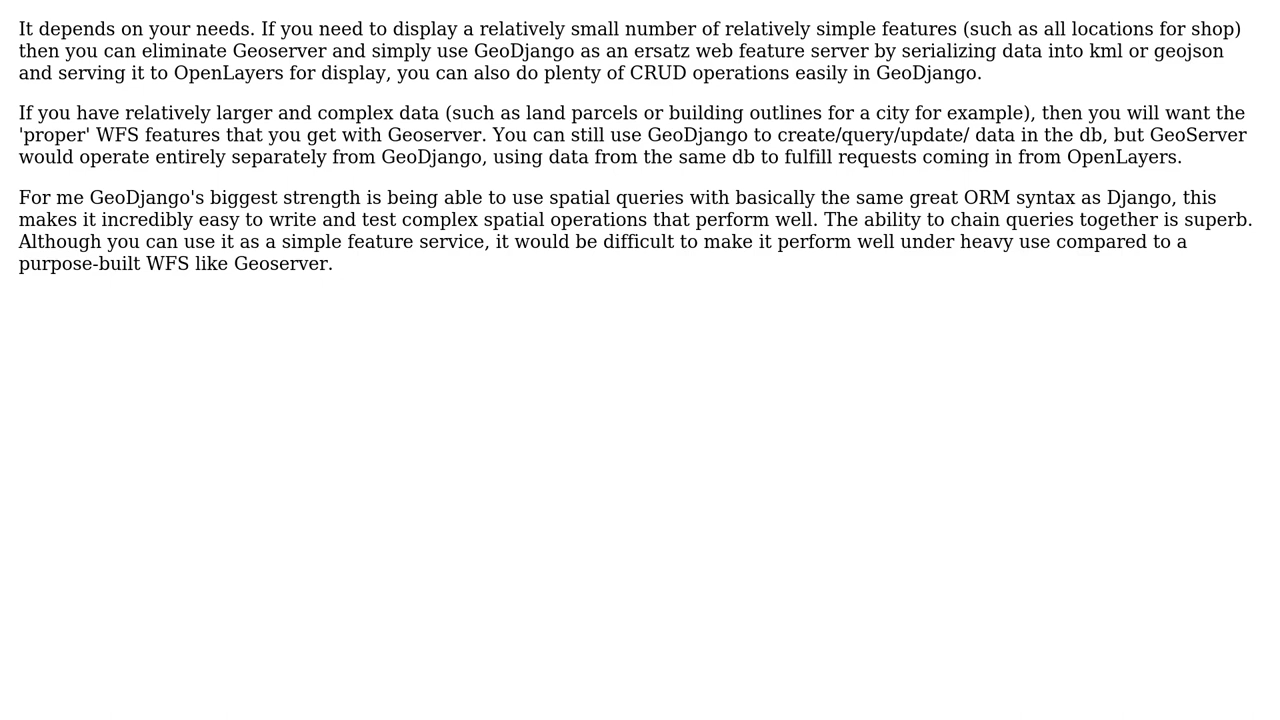 It depends on your needs. If you need to display a relatively small number of relatively simple features (such as all locations for shop)
then you can eliminate Geoserver and simply use GeoDjango as an ersatz web feature server by serializing data into kml or geojson
and serving it to OpenLayers for display, you can also do plenty of CRUD operations easily in GeoDjango.
If you have relatively larger and complex data (such as land parcels or building outlines for a city for example), then you will want the
'proper' WFS features that you get with Geoserver. You can still use GeoDjango to create/query/update/ data in the db, but GeoServer
would operate entirely separately from GeoDjango, using data from the same db to fulfill requests coming in from OpenLayers.
For me GeoDjango's biggest strength is being able to use spatial queries with basically the same great ORM syntax as Django, this
makes it incredibly easy to write and test complex spatial operations that perform well. The ability to chain queries together is superb.
Although you can use it as a simple feature service, it would be difficult to make it perform well under heavy use compared to a
purpose-built WFS like Geoserver.